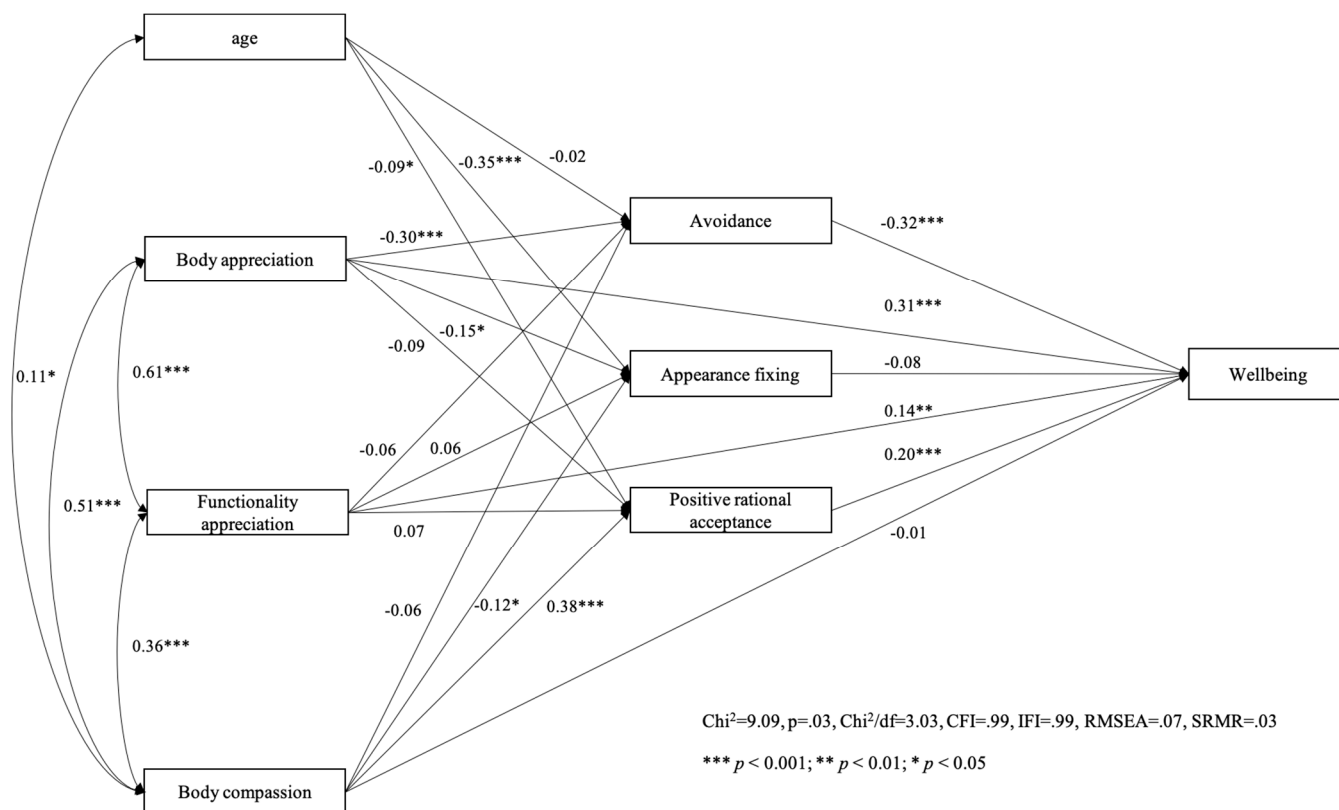 age
-0.09*
-0.35***
-0.02
Avoidance
-0.32***
Body appreciation
-0.30***
0.31***
-0.15*
-0.09
0.11*
0.61***
Appearance fixing
-0.08
Wellbeing
0.14**
-0.06
0.06
0.20***
0.51***
Functionality
appreciation
Positive rational
acceptance
0.07
-0.01
-0.06
-0.12*
0.38***
0.36***
Chi²=9.09, p=.03, Chi²/df=3.03, CFI=.99, IFI=.99, RMSEA=.07, SRMR=.03
*** p < 0.001; ** p < 0.01; * p < 0.05
Body compassion